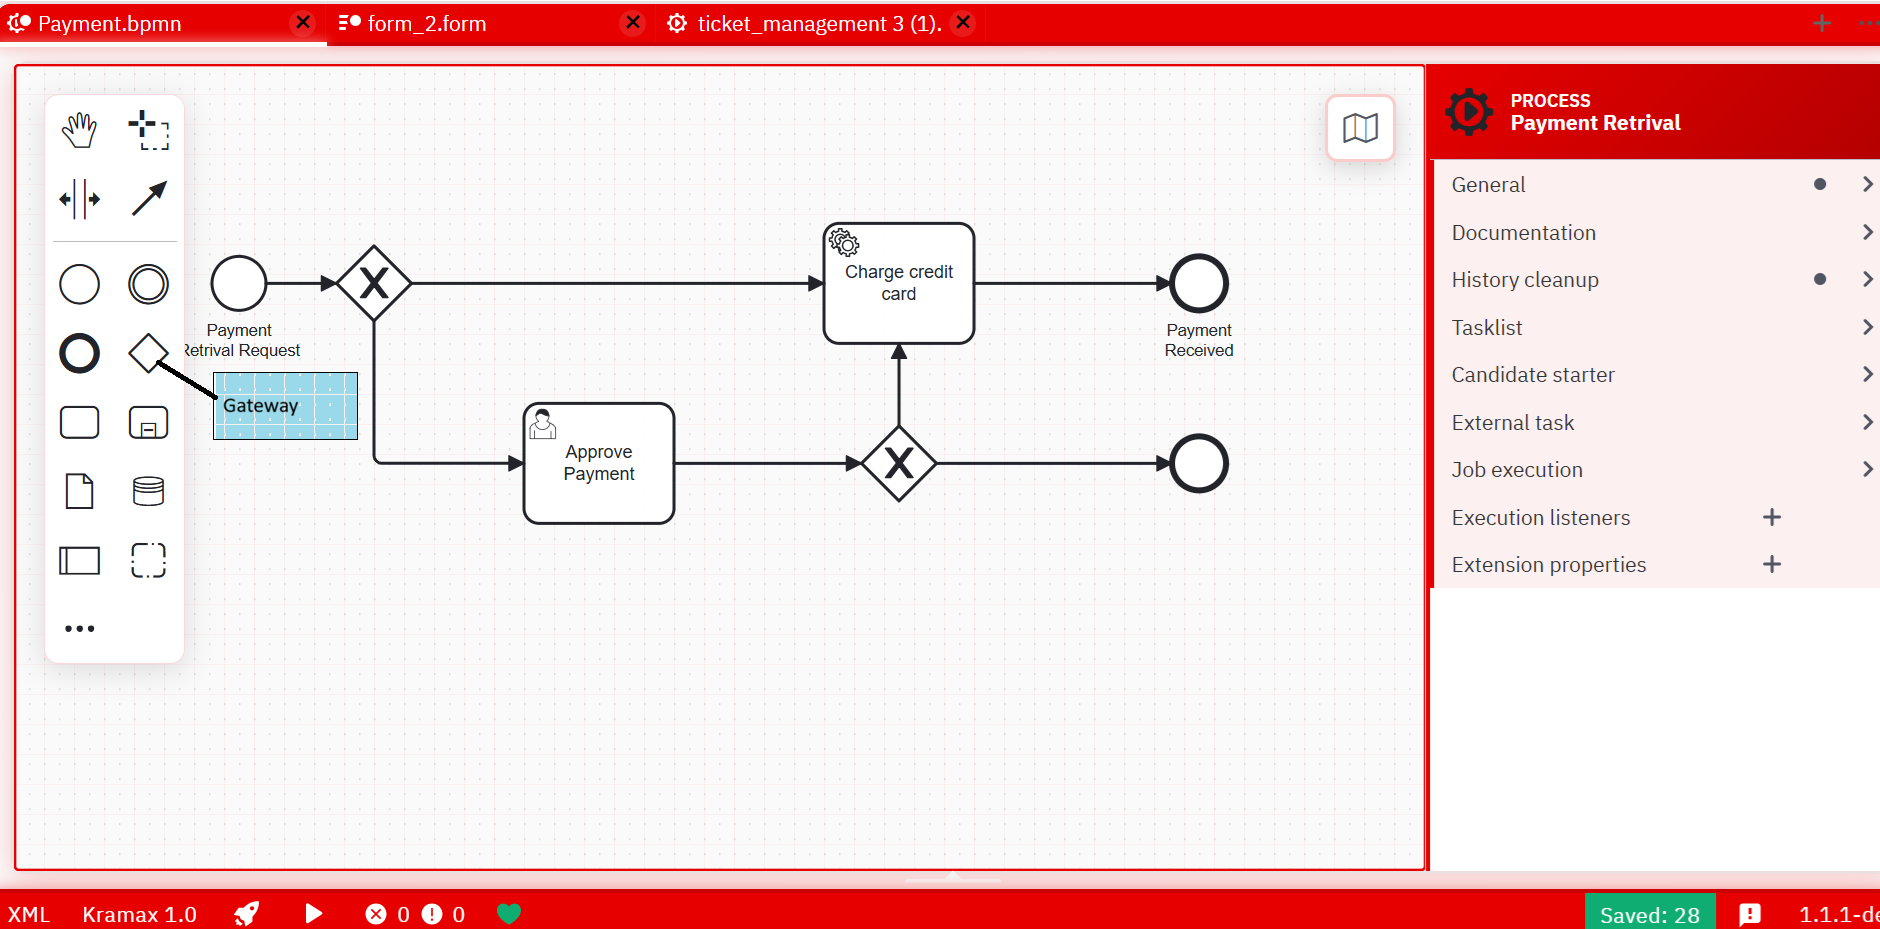 Payment.bpmn
form_2.form
ticket_management 3 (1).
PROCESS
Payment Retrival
General
Documentation
History cleanup
Tasklist
Candidate starter
External task
Job execution
Execution listeners
Extension properties
Payment
Retrival Request
Gateway
Approve
Payment
Charge credit
card
Payment
Received
XML
Kramax 1.0
0
0
Saved: 28
1.1.1-de